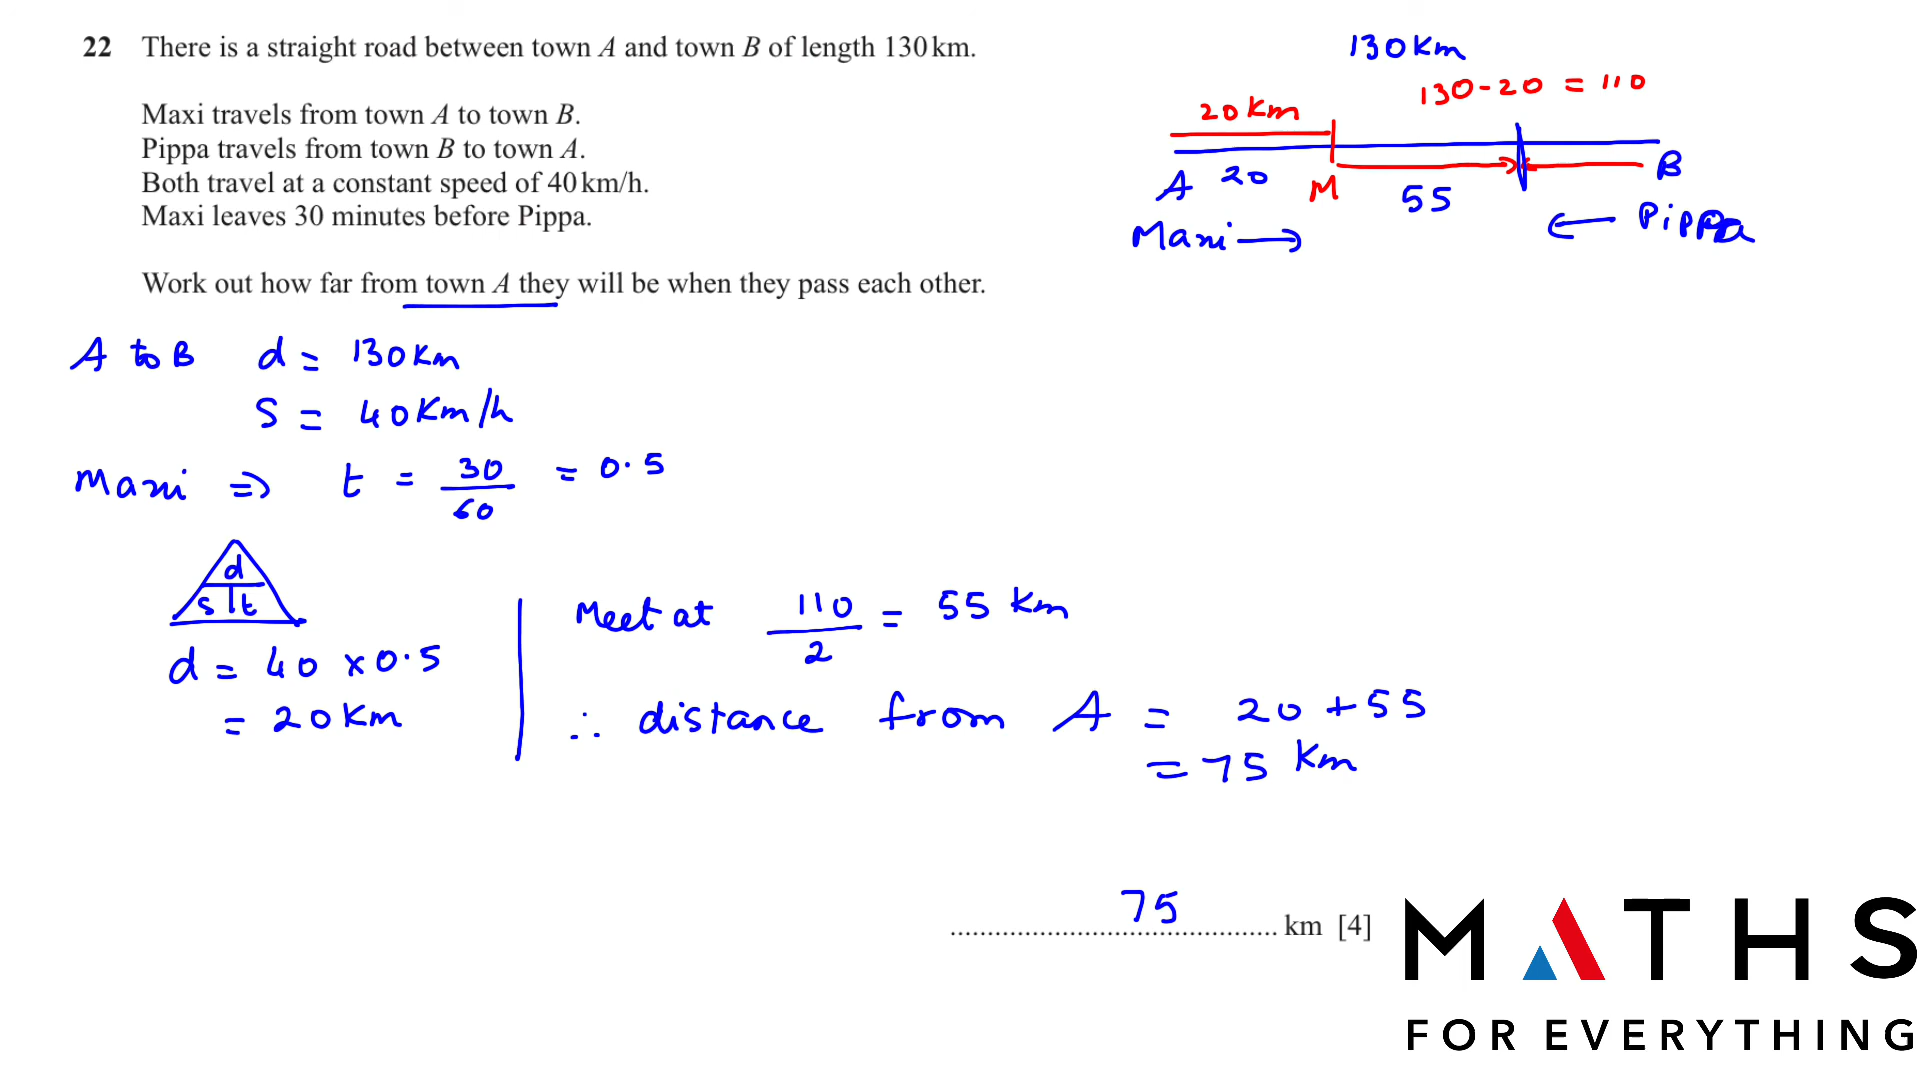 22 There is a straight road between town A and town B of length 130 km.
Maxi travels from town A to town B.
Pippa travels from town B to town A.
Both travel at a constant speed of 40 km/h.
Maxi leaves 30 minutes before Pippa.
Work out how far from town A they will be when they pass each other.
130 Km
20 Km 130 - 20 = 110
A 20 M 55 B
Maxi → ← Pippa
A to B d = 130 Km
S = 40 Km/h
Maxi ⇒ t = 30/60 = 0.5
d
s t
d = 40 x 0.5
= 20 Km
Meet at 110/2 = 55 Km
∴ distance from A = 20 + 55
= 75 Km
75
.......................................... km [4]
MATHS
FOR EVERYTHING